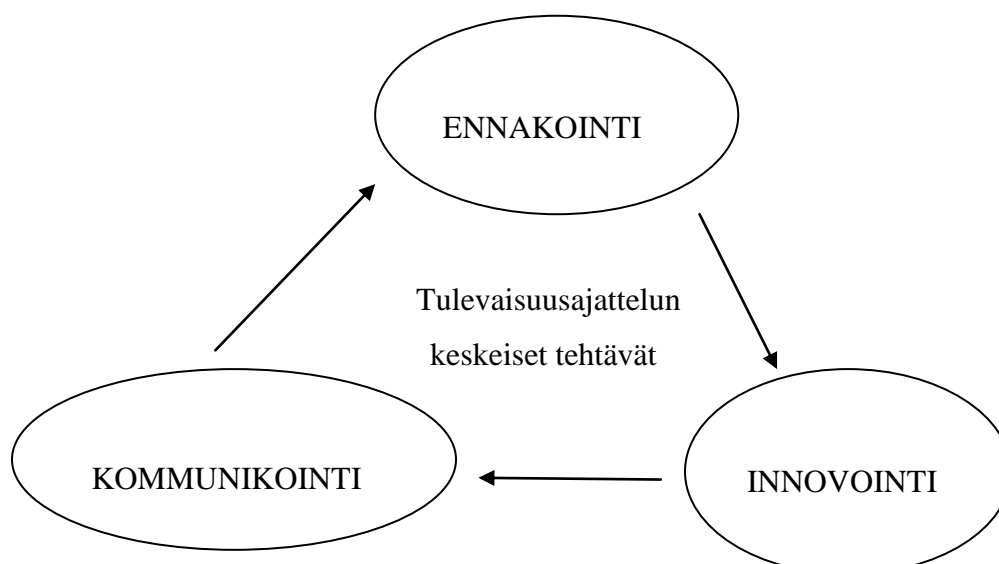 ENNAKOINTI
Tulevaisuusajattelun
keskeiset tehtävät
KOMMUNIKOINTI
INNOVOINTI